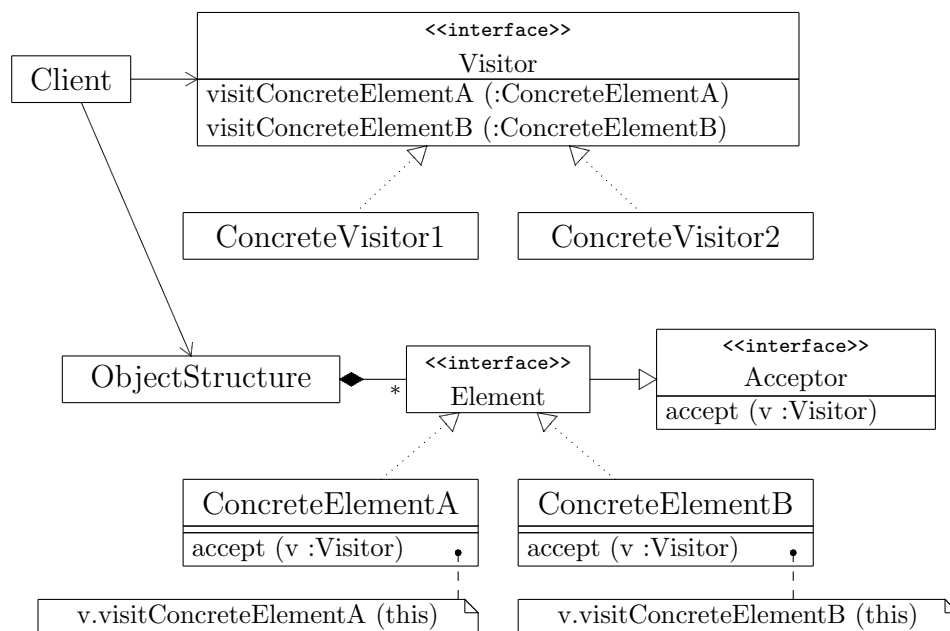 <<interface>>
Visitor
Client
visitConcreteElementA (:ConcreteElementA)
visitConcreteElementB (:ConcreteElementB)
ConcreteVisitor1
ConcreteVisitor2
<<interface>>
Acceptor
accept (v :Visitor)
<<interface>>
Element
ObjectStructure
*
ConcreteElementA
accept (v :Visitor)
ConcreteElementB
accept (v :Visitor)
v.visitConcreteElementA (this)
v.visitConcreteElementB (this)